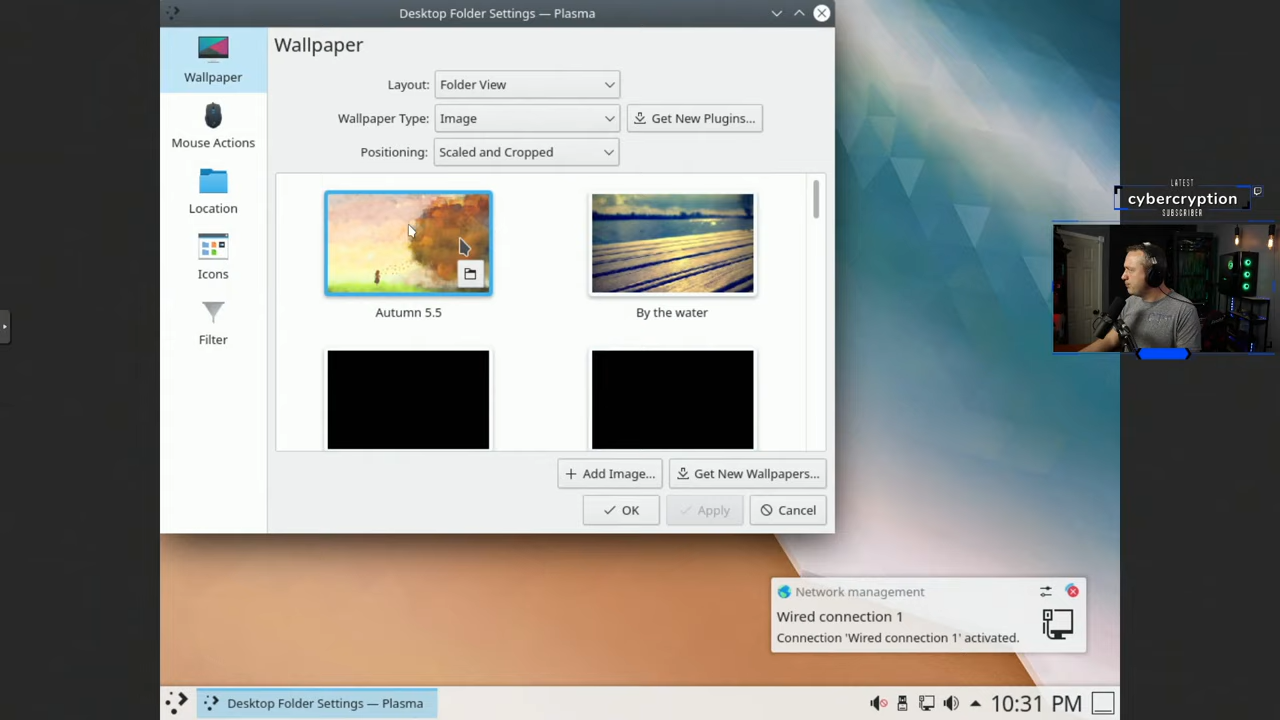 Desktop Folder Settings — Plasma
Wallpaper
Mouse Actions
Location
Icons
Filter
Wallpaper
Layout: Folder View
Wallpaper Type: Image Get New Plugins...
Positioning: Scaled and Cropped
Autumn 5.5
By the water
Add Image...
Get New Wallpapers...
OK
Apply
Cancel
LATEST
cybercryption
SUBSCRIBER
Network management
Wired connection 1
Connection 'Wired connection 1' activated.
Desktop Folder Settings — Plasma
10:31 PM